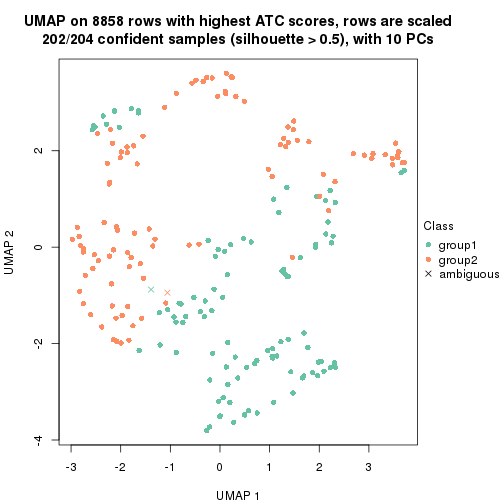 UMAP on 8858 rows with highest ATC scores, rows are scaled
202/204 confident samples (silhouette > 0.5), with 10 PCs
UMAP 2
2
0
-2
-4
-3 -2 -1 0 1 2 3
UMAP 1
Class
group1
group2
ambiguous